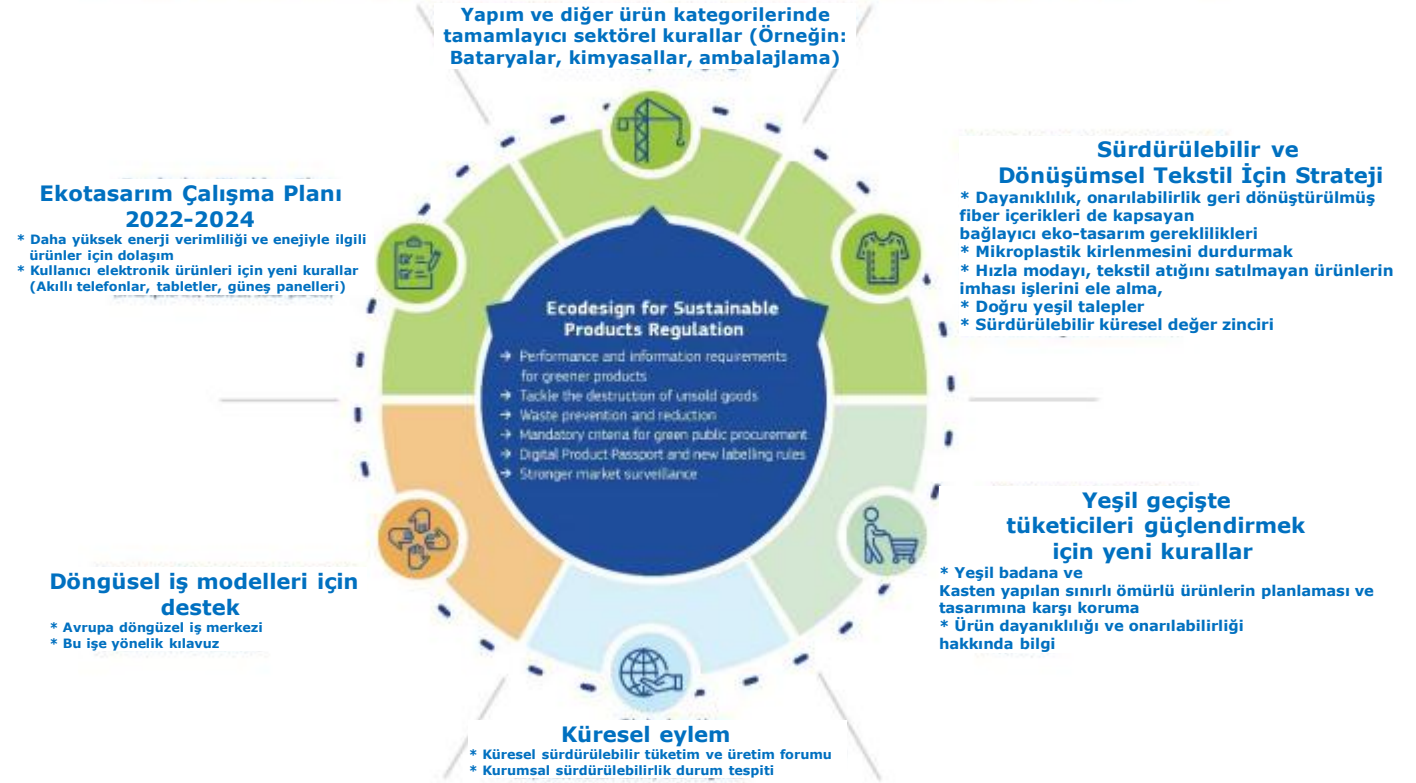 Yapım ve diğer ürün kategorilerinde
tamamlayıcı sektörel kurallar (Örneğin:
Bataryalar, kimyasallar, ambalajlama)
Sürdürülebilir ve
Dönüşümsel Tekstil İçin Strateji
* Dayanıklılık, onarılabilirlik geri dönüştürülmüş
fiber içerikleri de kapsayan
bağlayıcı eko-tasarım gereklilikleri
* Mikroplastik kirlenmesini durdurmak
* Hızla modayı, tekstil atığını satılmayan ürünlerin
imhası işlerini ele alma,
* Doğru yeşil talepler
* Sürdürülebilir küresel değer zinciri
Ekotasarım Çalışma Planı
2022-2024
* Daha yüksek enerji verimliliği ve enejiyle ilgili
ürünler için dolaşım
* Kullanıcı elektronik ürünleri için yeni kurallar
(Akıllı telefonlar, tabletler, güneş panelleri)
Ecodesign for Sustainable
Products Regulation
→ Performance and information requirements
for greener products
→ Tackle the destruction of unsold goods
→ Waste prevention and reduction
→ Mandatory criteria for green public procurement
→ Digital Product Passport and new labelling rules
→ Stronger market surveillance
Yeşil geçişte
tüketicileri güçlendirmek
için yeni kurallar
* Yeşil badana ve
Kasten yapılan sınırlı ömürlü ürünlerin planlaması ve
tasarımına karşı koruma
* Ürün dayanıklılığı ve onarılabilirliği
hakkında bilgi
Döngüsel iş modelleri için
destek
* Avrupa döngüzel iş merkezi
* Bu işe yönelik kılavuz
Küresel eylem
* Küresel sürdürülebilir tüketim ve üretim forumu
* Kurumsal sürdürülebilirlik durum tespiti